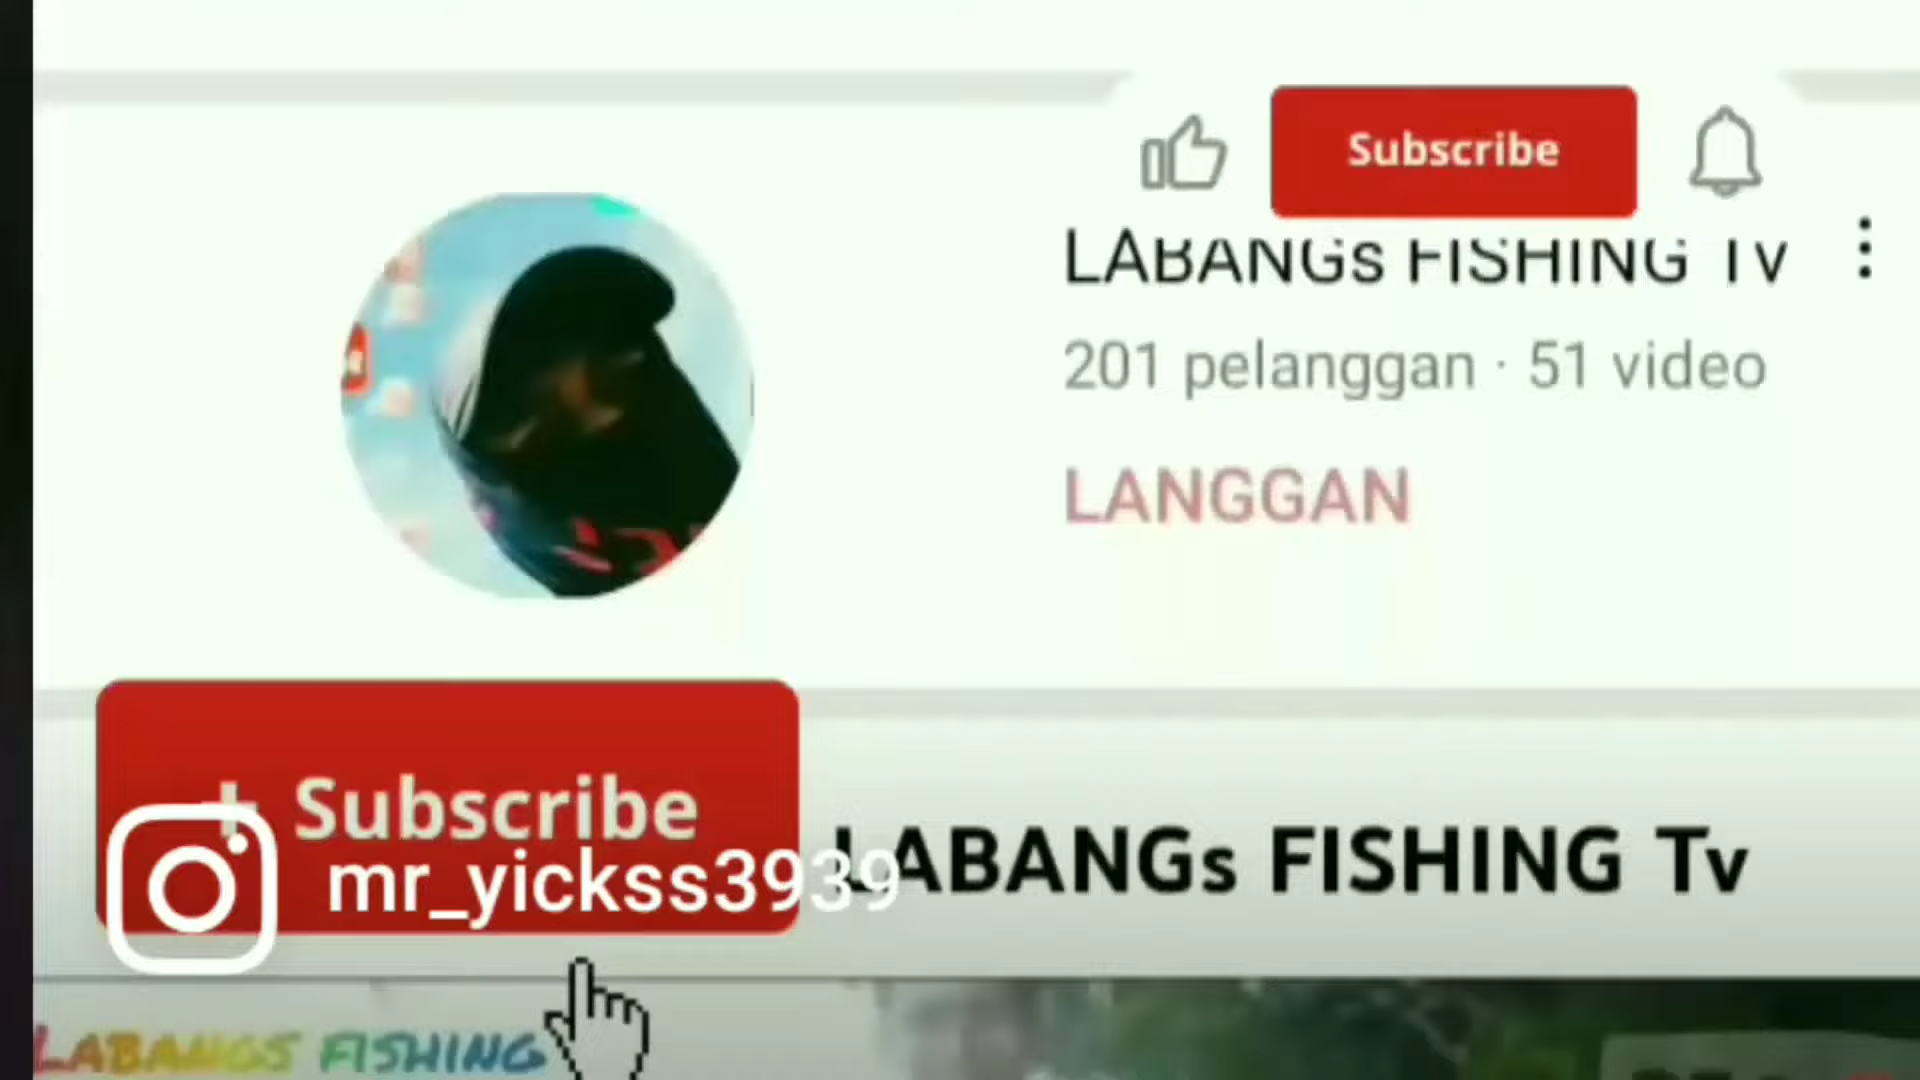 Subscribe
LABANGs FISHING Tv
201 pelanggan · 51 video
LANGGAN
+ Subscribe
mr_yickss3939
LABANGs FISHING Tv
LABANGS FISHING